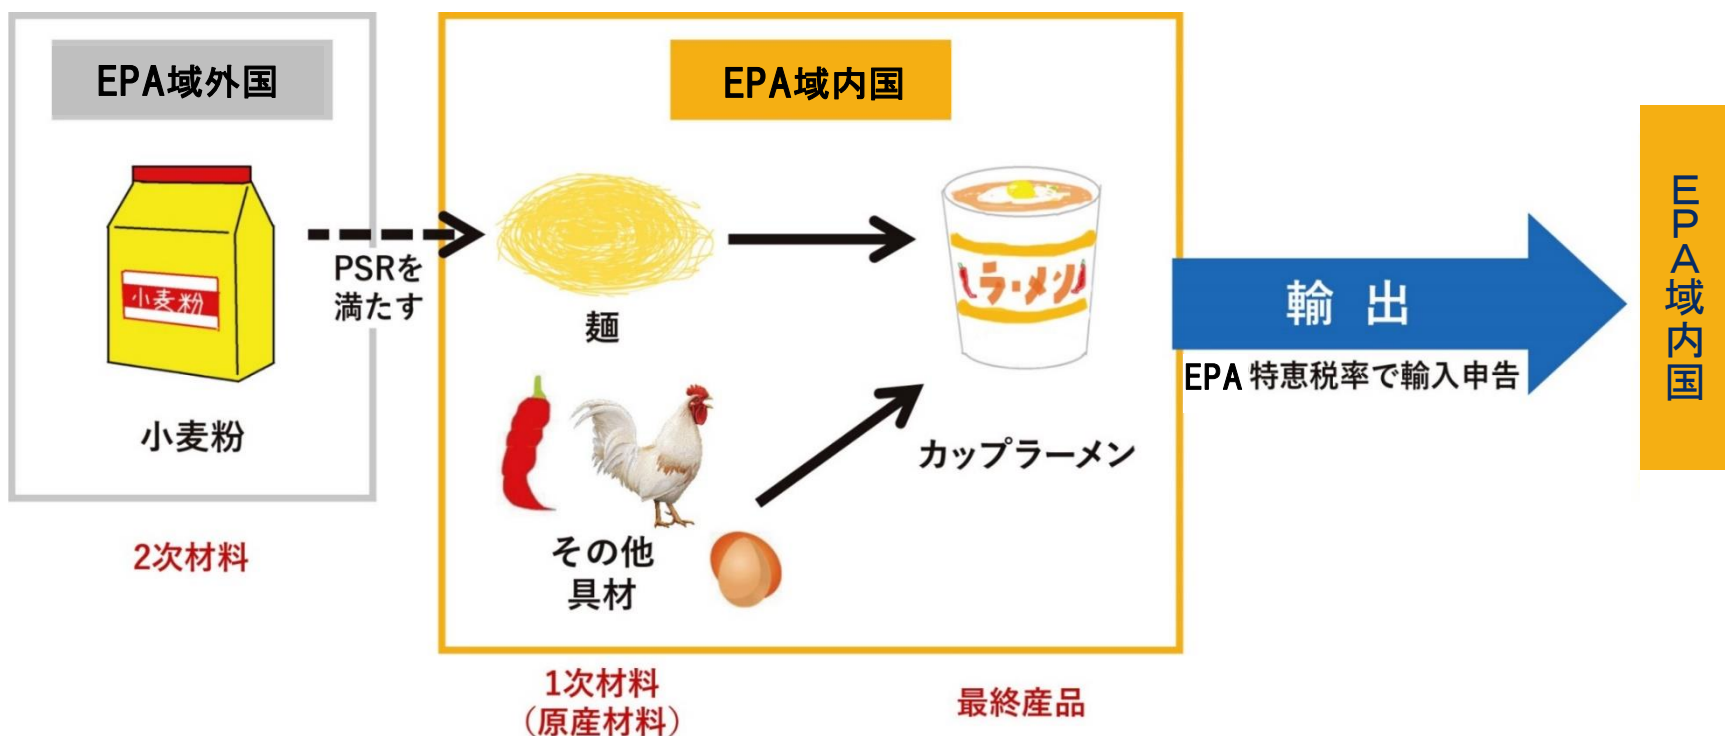 EPA域外国
小麦粉
小麦粉
2次材料
PSRを
満たす
EPA域内国
麺
その他
具材
ラーメン
カップラーメン
1次材料
（原産材料）
最終産品
輸 出
EPA 特恵税率で輸入申告
EPA域内国